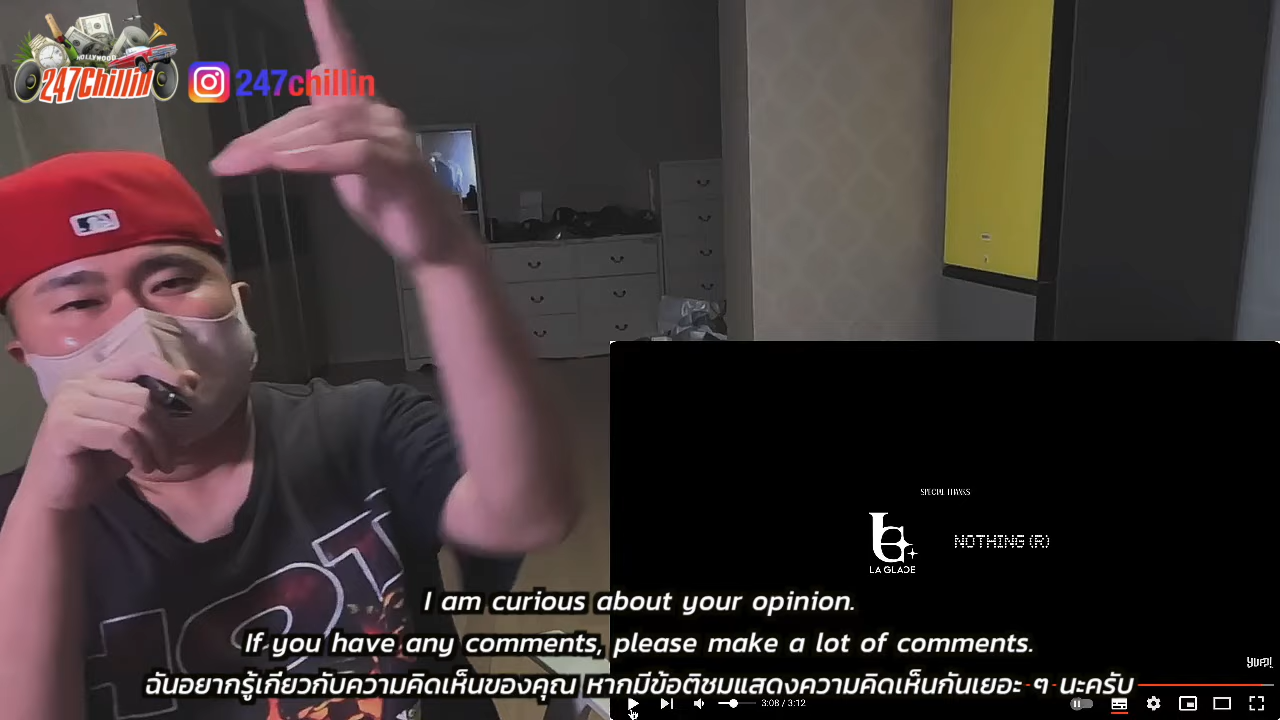 247Chillin
247chillin
HOLLYWOOD
HOT
SPECIAL THANKS
LA GLACE
NOTHING (R)
I am curious about your opinion.
If you have any comments, please make a lot of comments.
ฉันอยากรู้เกี่ยวกับความคิดเห็นของคุณ หากมีข้อติชมแสดงความคิดเห็นกันเยอะ ๆ นะครับ
YUPP!
3:08 / 3:12